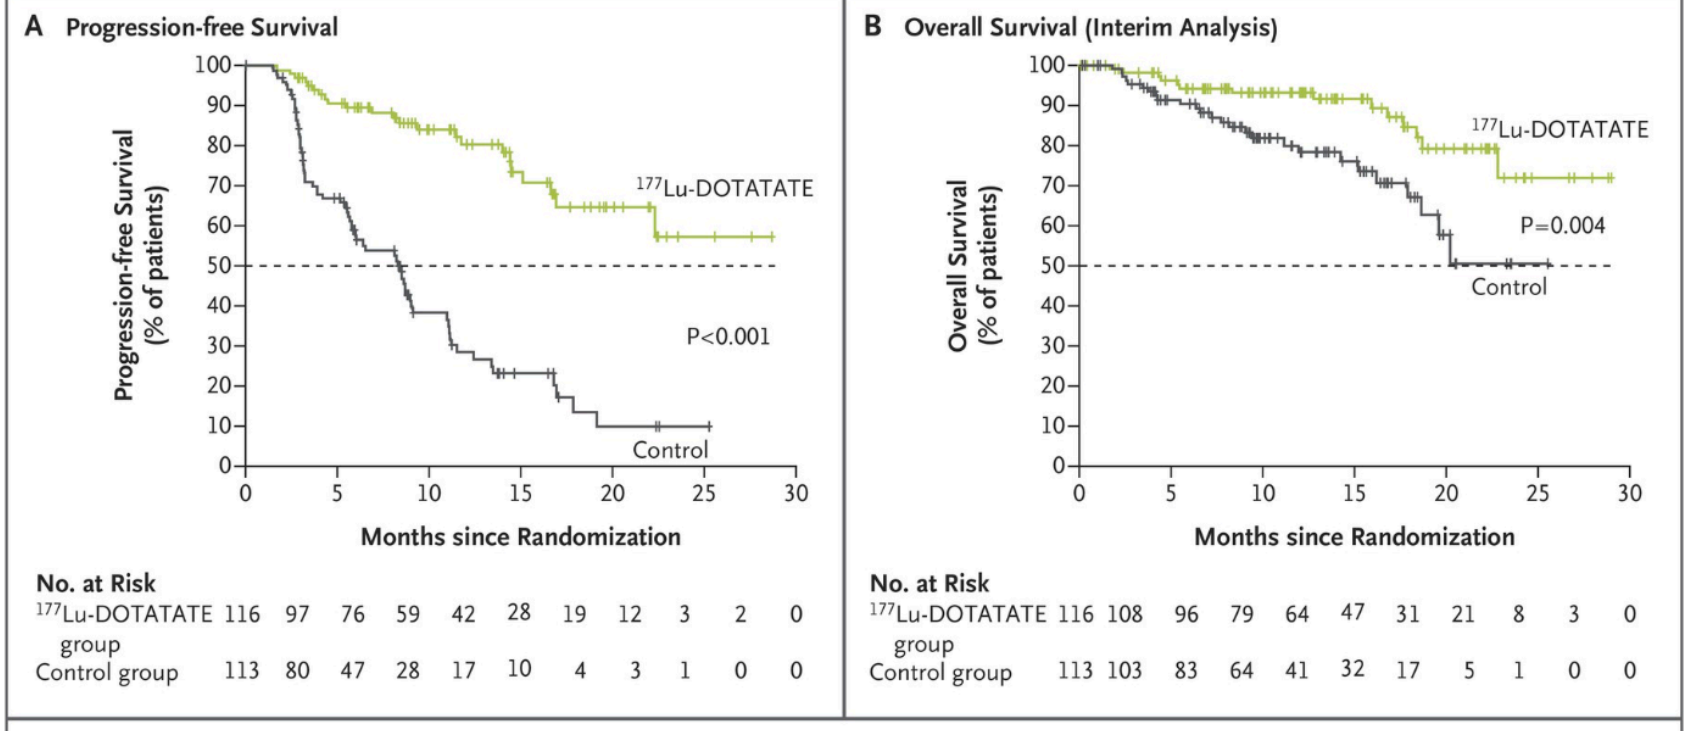 A Progression-free Survival
100
90
80
70
60
50
40
30
20
10
0
Progression-free Survival
(% of patients)
177Lu-DOTATATE
P<0.001
Control
0 5 10 15 20 25 30
Months since Randomization
No. at Risk
177Lu-DOTATATE 116 97 76 59 42 28 19 12 3 2 0
group
Control group 113 80 47 28 17 10 4 3 1 0 0
B Overall Survival (Interim Analysis)
100
90
80
70
60
50
40
30
20
10
0
Overall Survival
(% of patients)
177Lu-DOTATATE
P=0.004
Control
0 5 10 15 20 25 30
Months since Randomization
No. at Risk
177Lu-DOTATATE 116 108 96 79 64 47 31 21 8 3 0
group
Control group 113 103 83 64 41 32 17 5 1 0 0